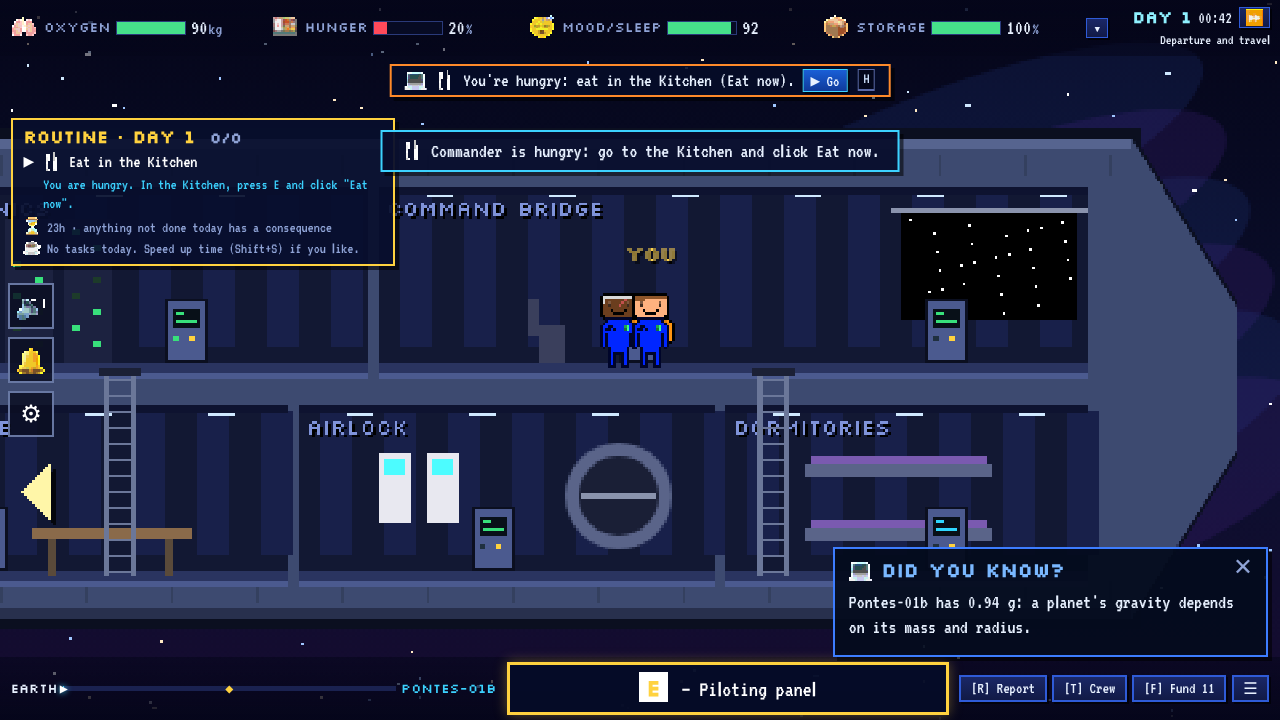 OXYGEN 90kg HUNGER 20% MOOD/SLEEP 92 STORAGE 100% ▼ DAY 1 00:42
Departure and travel
You're hungry: eat in the Kitchen (Eat now). ▶ Go H
ROUTINE · DAY 1 0/0
▶ Eat in the Kitchen
You are hungry. In the Kitchen, press E and click "Eat
now".
23h · anything not done today has a consequence
No tasks today. Speed up time (Shift+S) if you like.
Commander is hungry: go to the Kitchen and click Eat now.
COMMAND BRIDGE
YOU
AIRLOCK
DORMITORIES
DID YOU KNOW?
Pontes-01b has 0.94 g: a planet's gravity depends
on its mass and radius.
EARTH▶ PONTES-01B
E – Piloting panel
[R] Report [T] Crew [F] Fund 11 ☰